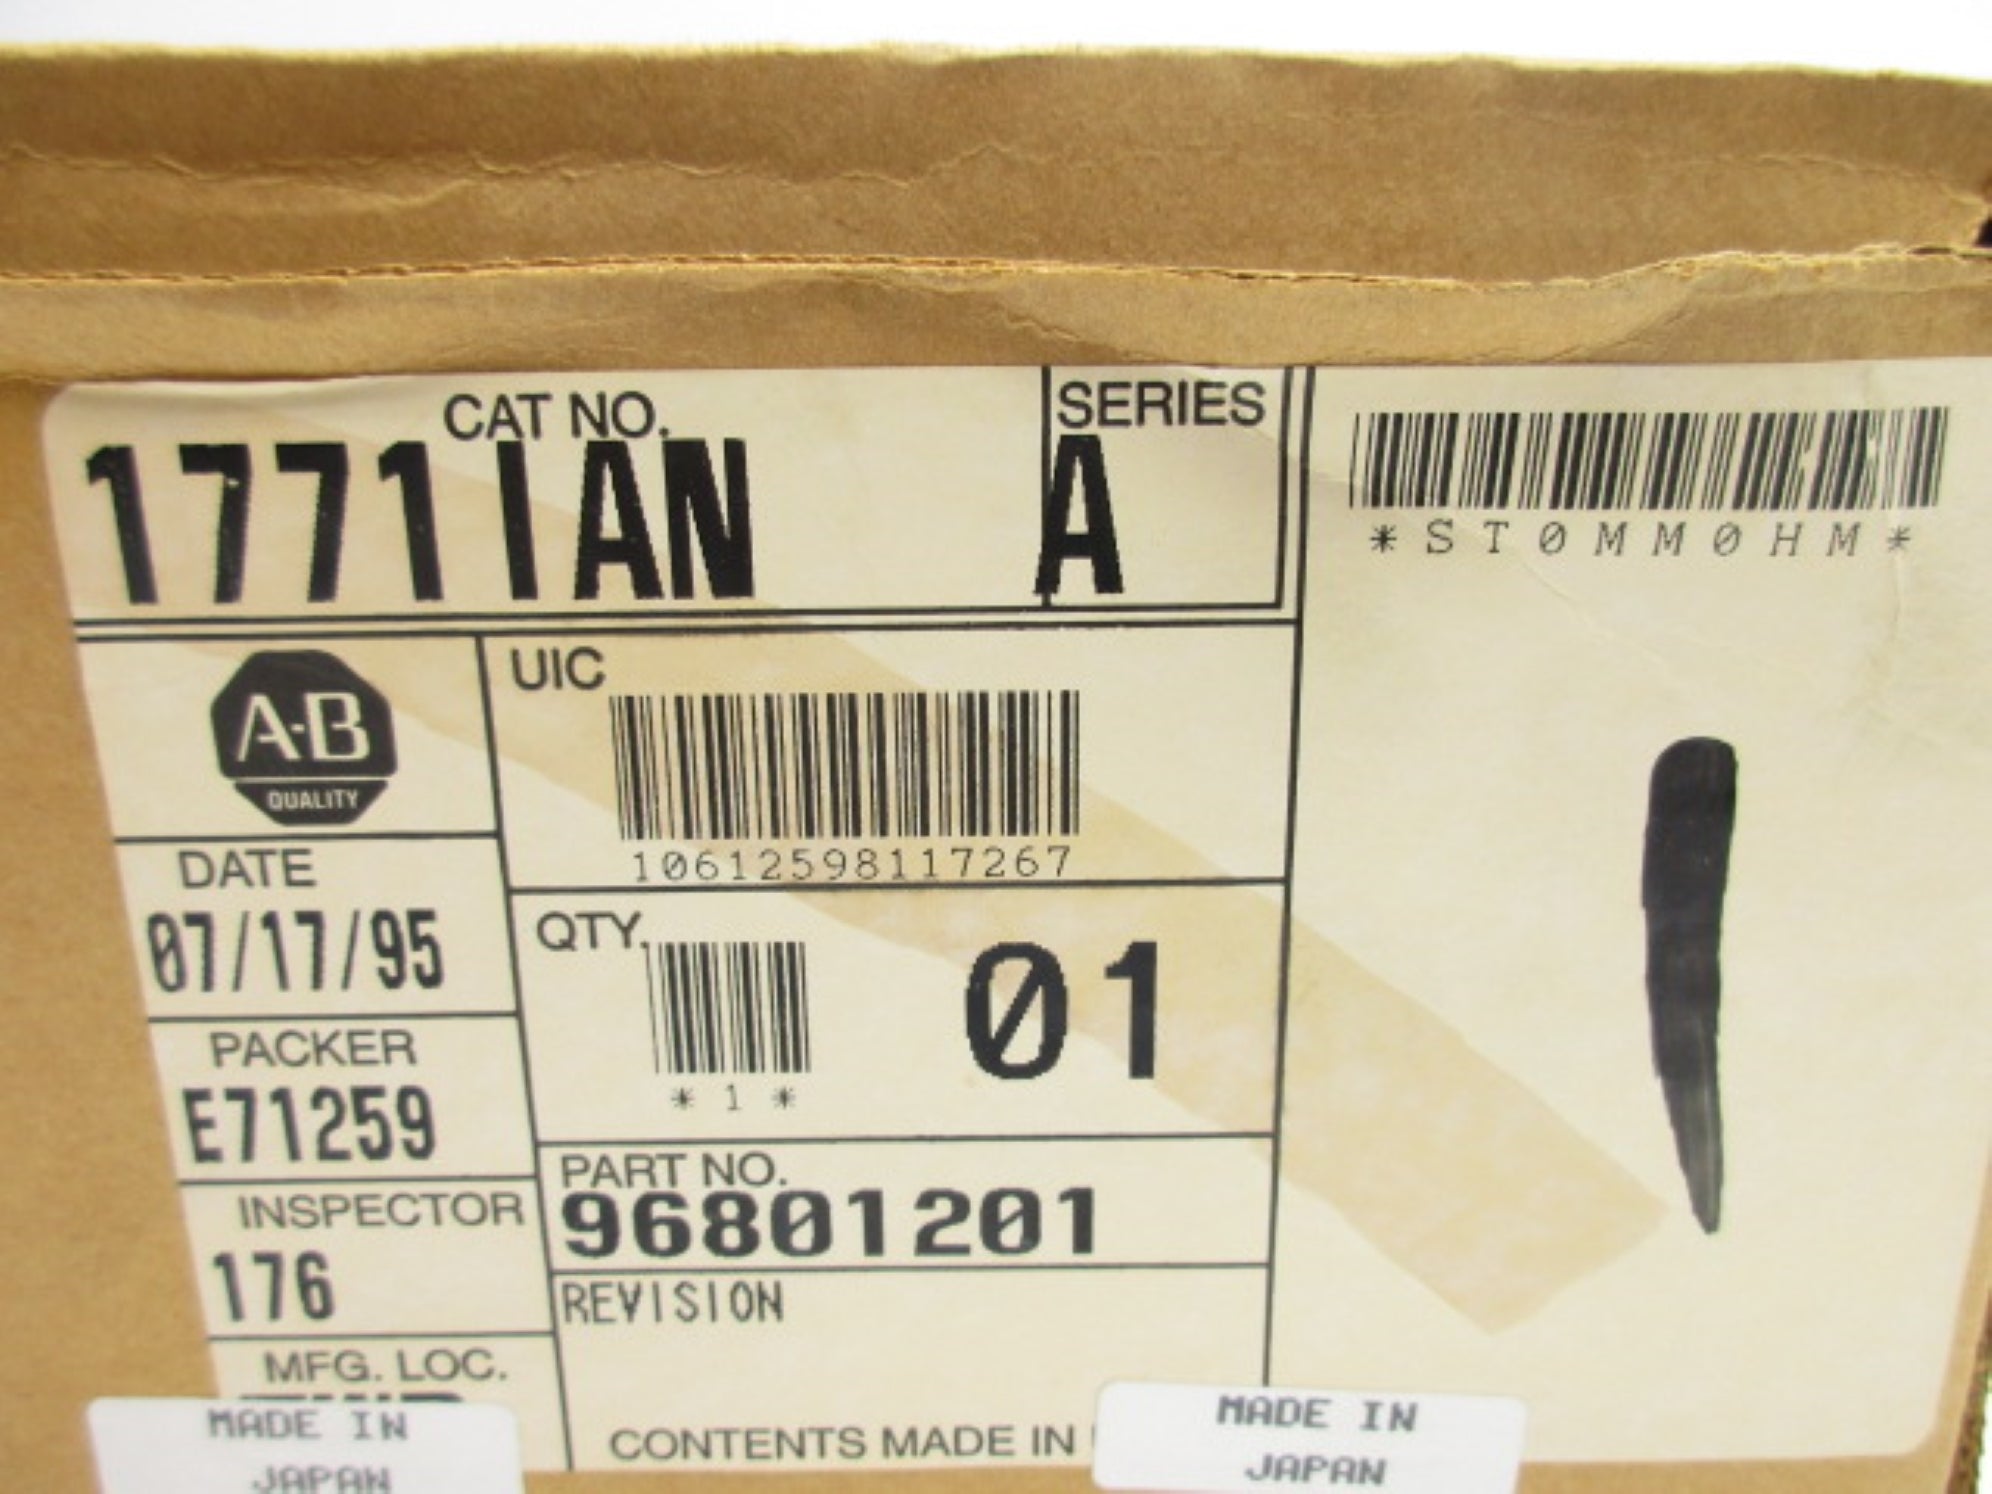 CAT NO.
1771IAN
SERIES
A
*ST0MM0HM*
A-B
QUALITY
UIC
10612598117267
DATE
07/17/95
QTY.
*1*
01
PACKER
E71259
PART NO.
96801201
INSPECTOR
176
REVISION
MFG. LOC.
CONTENTS MADE IN
MADE IN
JAPAN
MADE IN
JAPAN